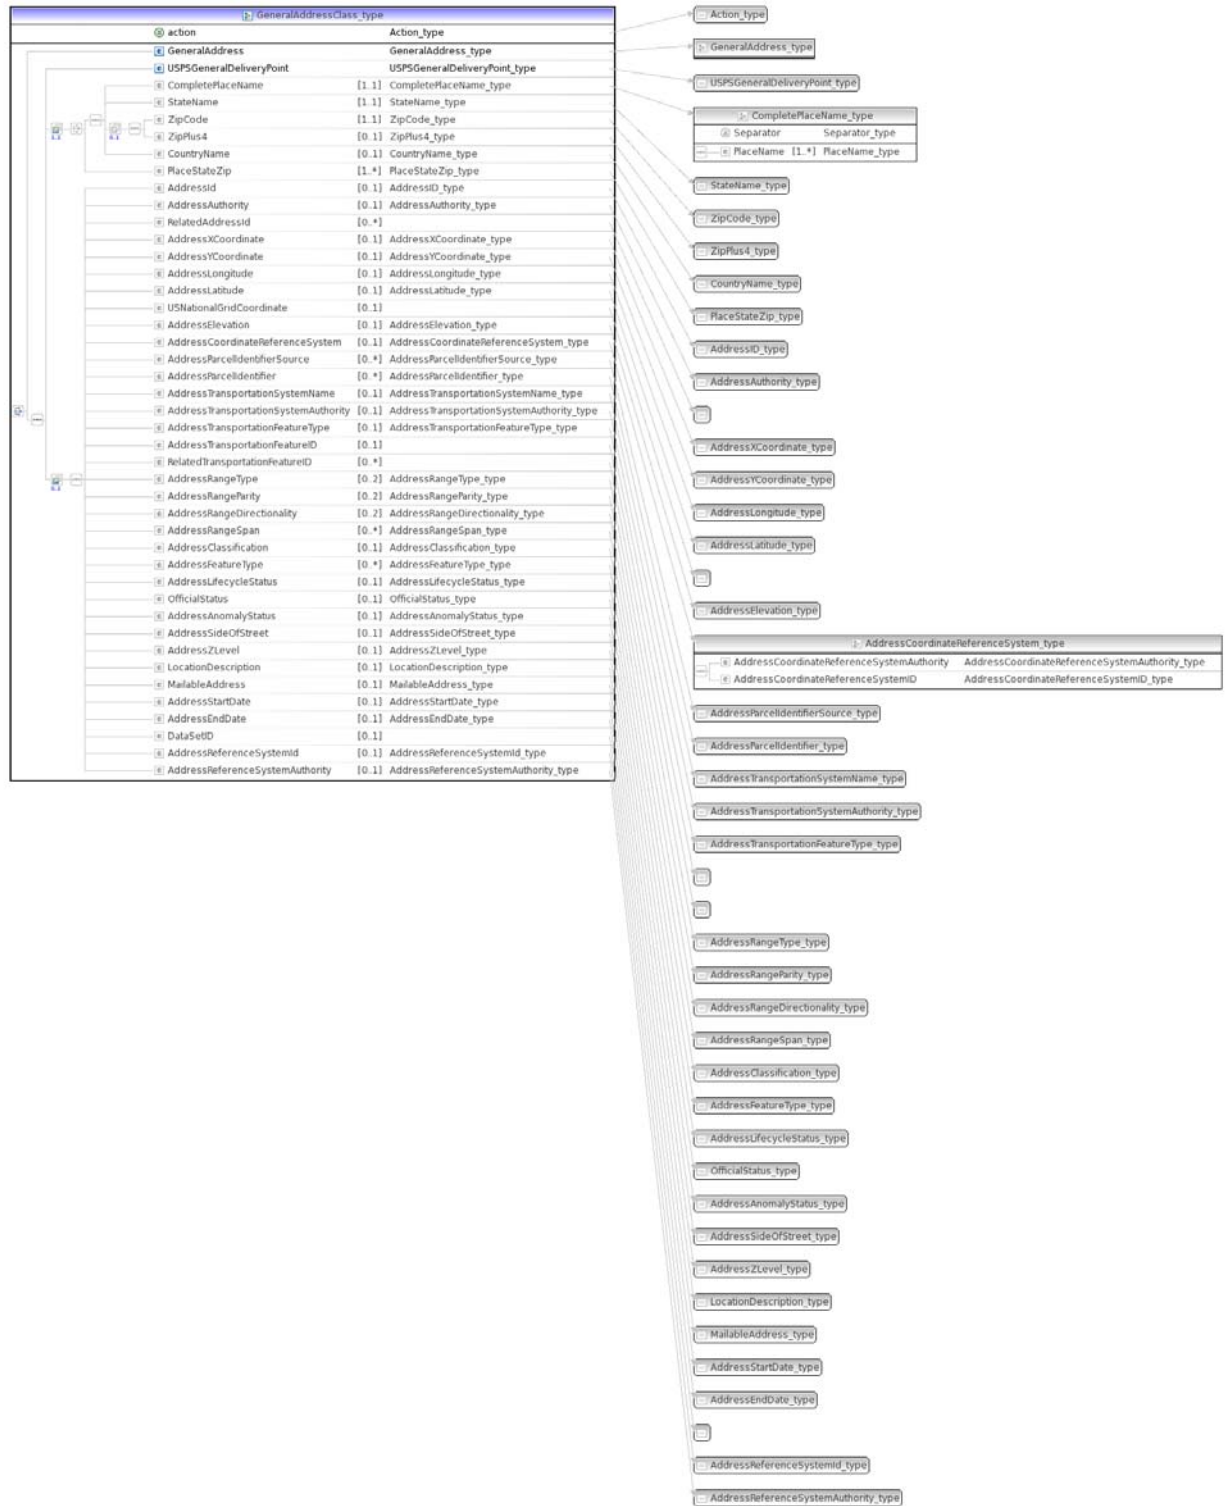 GeneralAddressClass_type
action Action_type
GeneralAddress GeneralAddress_type
USPSGeneralDeliveryPoint USPSGeneralDeliveryPoint_type
CompletePlaceName [1..1] CompletePlaceName_type
StateName [1..1] StateName_type
ZipCode [1..1] ZipCode_type
ZipPlus4 [0..1] ZipPlus4_type
CountryName [0..1] CountryName_type
PlaceStateZip [1..*] PlaceStateZip_type
AddressId [0..1] AddressID_type
AddressAuthority [0..1] AddressAuthority_type
RelatedAddressId [0..*]
AddressXCoordinate [0..1] AddressXCoordinate_type
AddressYCoordinate [0..1] AddressYCoordinate_type
AddressLongitude [0..1] AddressLongitude_type
AddressLatitude [0..1] AddressLatitude_type
USNationalGridCoordinate [0..1]
AddressElevation [0..1] AddressElevation_type
AddressCoordinateReferenceSystem [0..1] AddressCoordinateReferenceSystem_type
AddressParcelIdentifierSource [0..*] AddressParcelIdentifierSource_type
AddressParcelIdentifier [0..*] AddressParcelIdentifier_type
AddressTransportationSystemName [0..1] AddressTransportationSystemName_type
AddressTransportationSystemAuthority [0..1] AddressTransportationSystemAuthority_type
AddressTransportationFeatureType [0..1] AddressTransportationFeatureType_type
AddressTransportationFeatureID [0..1]
RelatedTransportationFeatureID [0..*]
AddressRangeType [0..2] AddressRangeType_type
AddressRangeParity [0..2] AddressRangeParity_type
AddressRangeDirectionality [0..2] AddressRangeDirectionality_type
AddressRangeSpan [0..*] AddressRangeSpan_type
AddressClassification [0..1] AddressClassification_type
AddressFeatureType [0..*] AddressFeatureType_type
AddressLifecycleStatus [0..1] AddressLifecycleStatus_type
OfficialStatus [0..1] OfficialStatus_type
AddressAnomalyStatus [0..1] AddressAnomalyStatus_type
AddressSideOfStreet [0..1] AddressSideOfStreet_type
AddressZLevel [0..1] AddressZLevel_type
LocationDescription [0..1] LocationDescription_type
MailableAddress [0..1] MailableAddress_type
AddressStartDate [0..1] AddressStartDate_type
AddressEndDate [0..1] AddressEndDate_type
DataSetID [0..1]
AddressReferenceSystemId [0..1] AddressReferenceSystemId_type
AddressReferenceSystemAuthority [0..1] AddressReferenceSystemAuthority_type
Action_type
GeneralAddress_type
USPSGeneralDeliveryPoint_type
CompletePlaceName_type
Separator Separator_type
PlaceName [1..*] PlaceName_type
StateName_type
ZipCode_type
ZipPlus4_type
CountryName_type
PlaceStateZip_type
AddressID_type
AddressAuthority_type
AddressXCoordinate_type
AddressYCoordinate_type
AddressLongitude_type
AddressLatitude_type
AddressElevation_type
AddressCoordinateReferenceSystem_type
AddressCoordinateReferenceSystemAuthority AddressCoordinateReferenceSystemAuthority_type
AddressCoordinateReferenceSystemID AddressCoordinateReferenceSystemID_type
AddressParcelIdentifierSource_type
AddressParcelIdentifier_type
AddressTransportationSystemName_type
AddressTransportationSystemAuthority_type
AddressTransportationFeatureType_type
AddressRangeType_type
AddressRangeParity_type
AddressRangeDirectionality_type
AddressRangeSpan_type
AddressClassification_type
AddressFeatureType_type
AddressLifecycleStatus_type
OfficialStatus_type
AddressAnomalyStatus_type
AddressSideOfStreet_type
AddressZLevel_type
LocationDescription_type
MailableAddress_type
AddressStartDate_type
AddressEndDate_type
AddressReferenceSystemId_type
AddressReferenceSystemAuthority_type